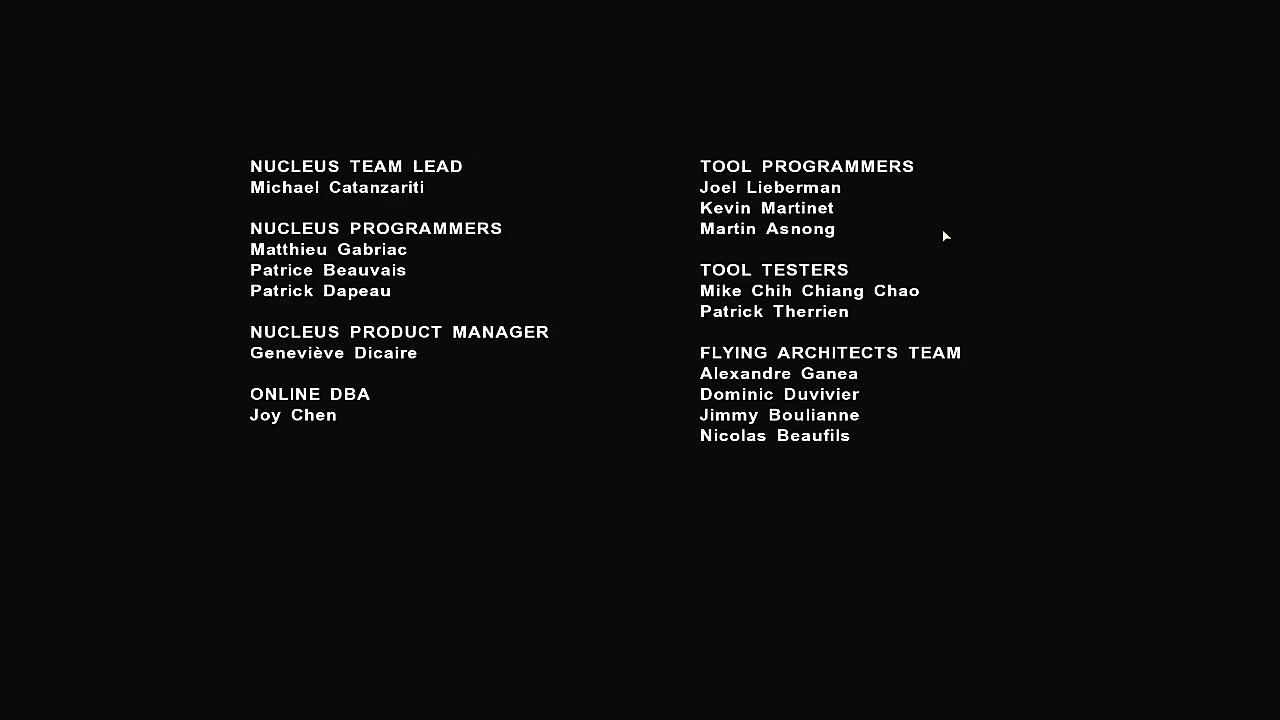 NUCLEUS TEAM LEAD
Michael Catanzariti
NUCLEUS PROGRAMMERS
Matthieu Gabriac
Patrice Beauvais
Patrick Dapeau
NUCLEUS PRODUCT MANAGER
Geneviève Dicaire
ONLINE DBA
Joy Chen
TOOL PROGRAMMERS
Joel Lieberman
Kevin Martinet
Martin Asnong
TOOL TESTERS
Mike Chih Chiang Chao
Patrick Therrien
FLYING ARCHITECTS TEAM
Alexandre Ganea
Dominic Duvivier
Jimmy Boulianne
Nicolas Beaufils